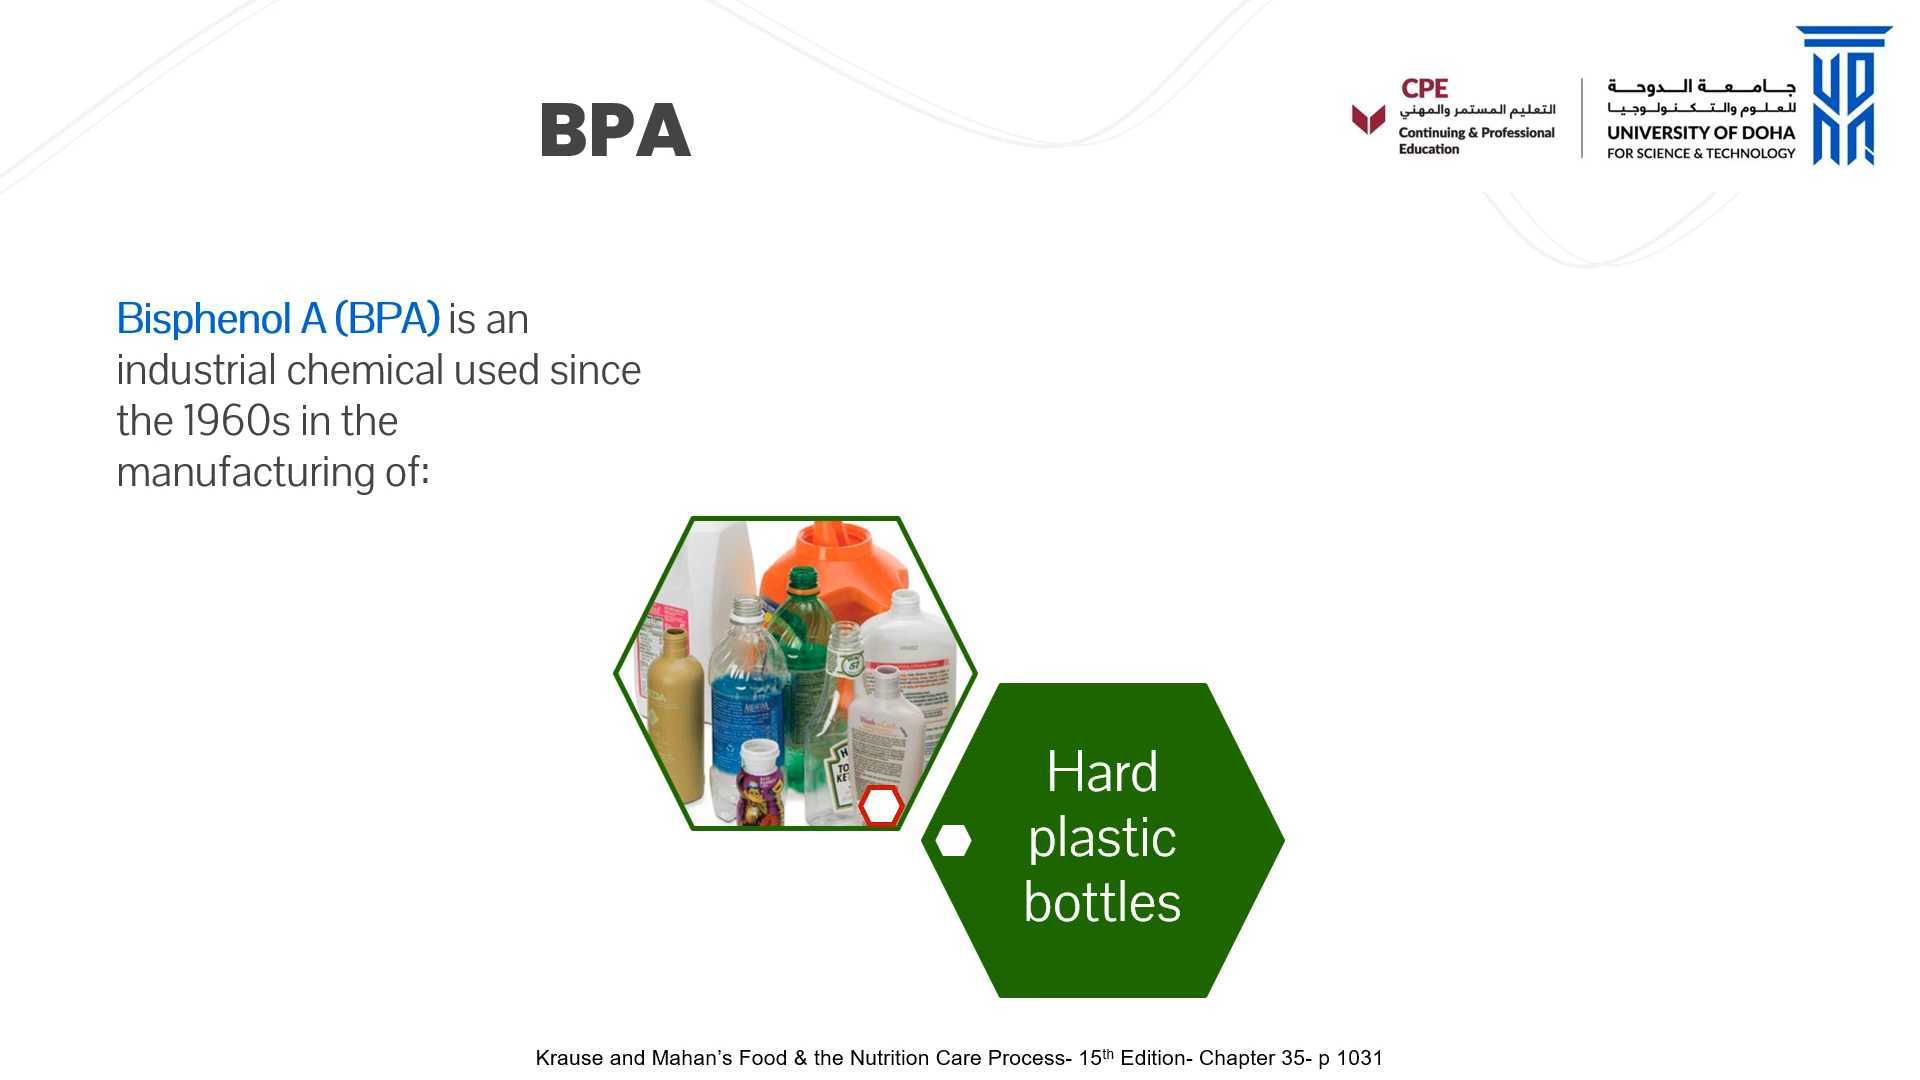 BPA
CPE
التعليم المستمر والمهني
Continuing & Professional
Education
جامعة الدوحة
للعلوم والتكنولوجيا
UNIVERSITY OF DOHA
FOR SCIENCE & TECHNOLOGY
Bisphenol A (BPA) is an
industrial chemical used since
the 1960s in the
manufacturing of:
Hard
plastic
bottles
Krause and Mahan’s Food & the Nutrition Care Process- 15th Edition- Chapter 35- p 1031